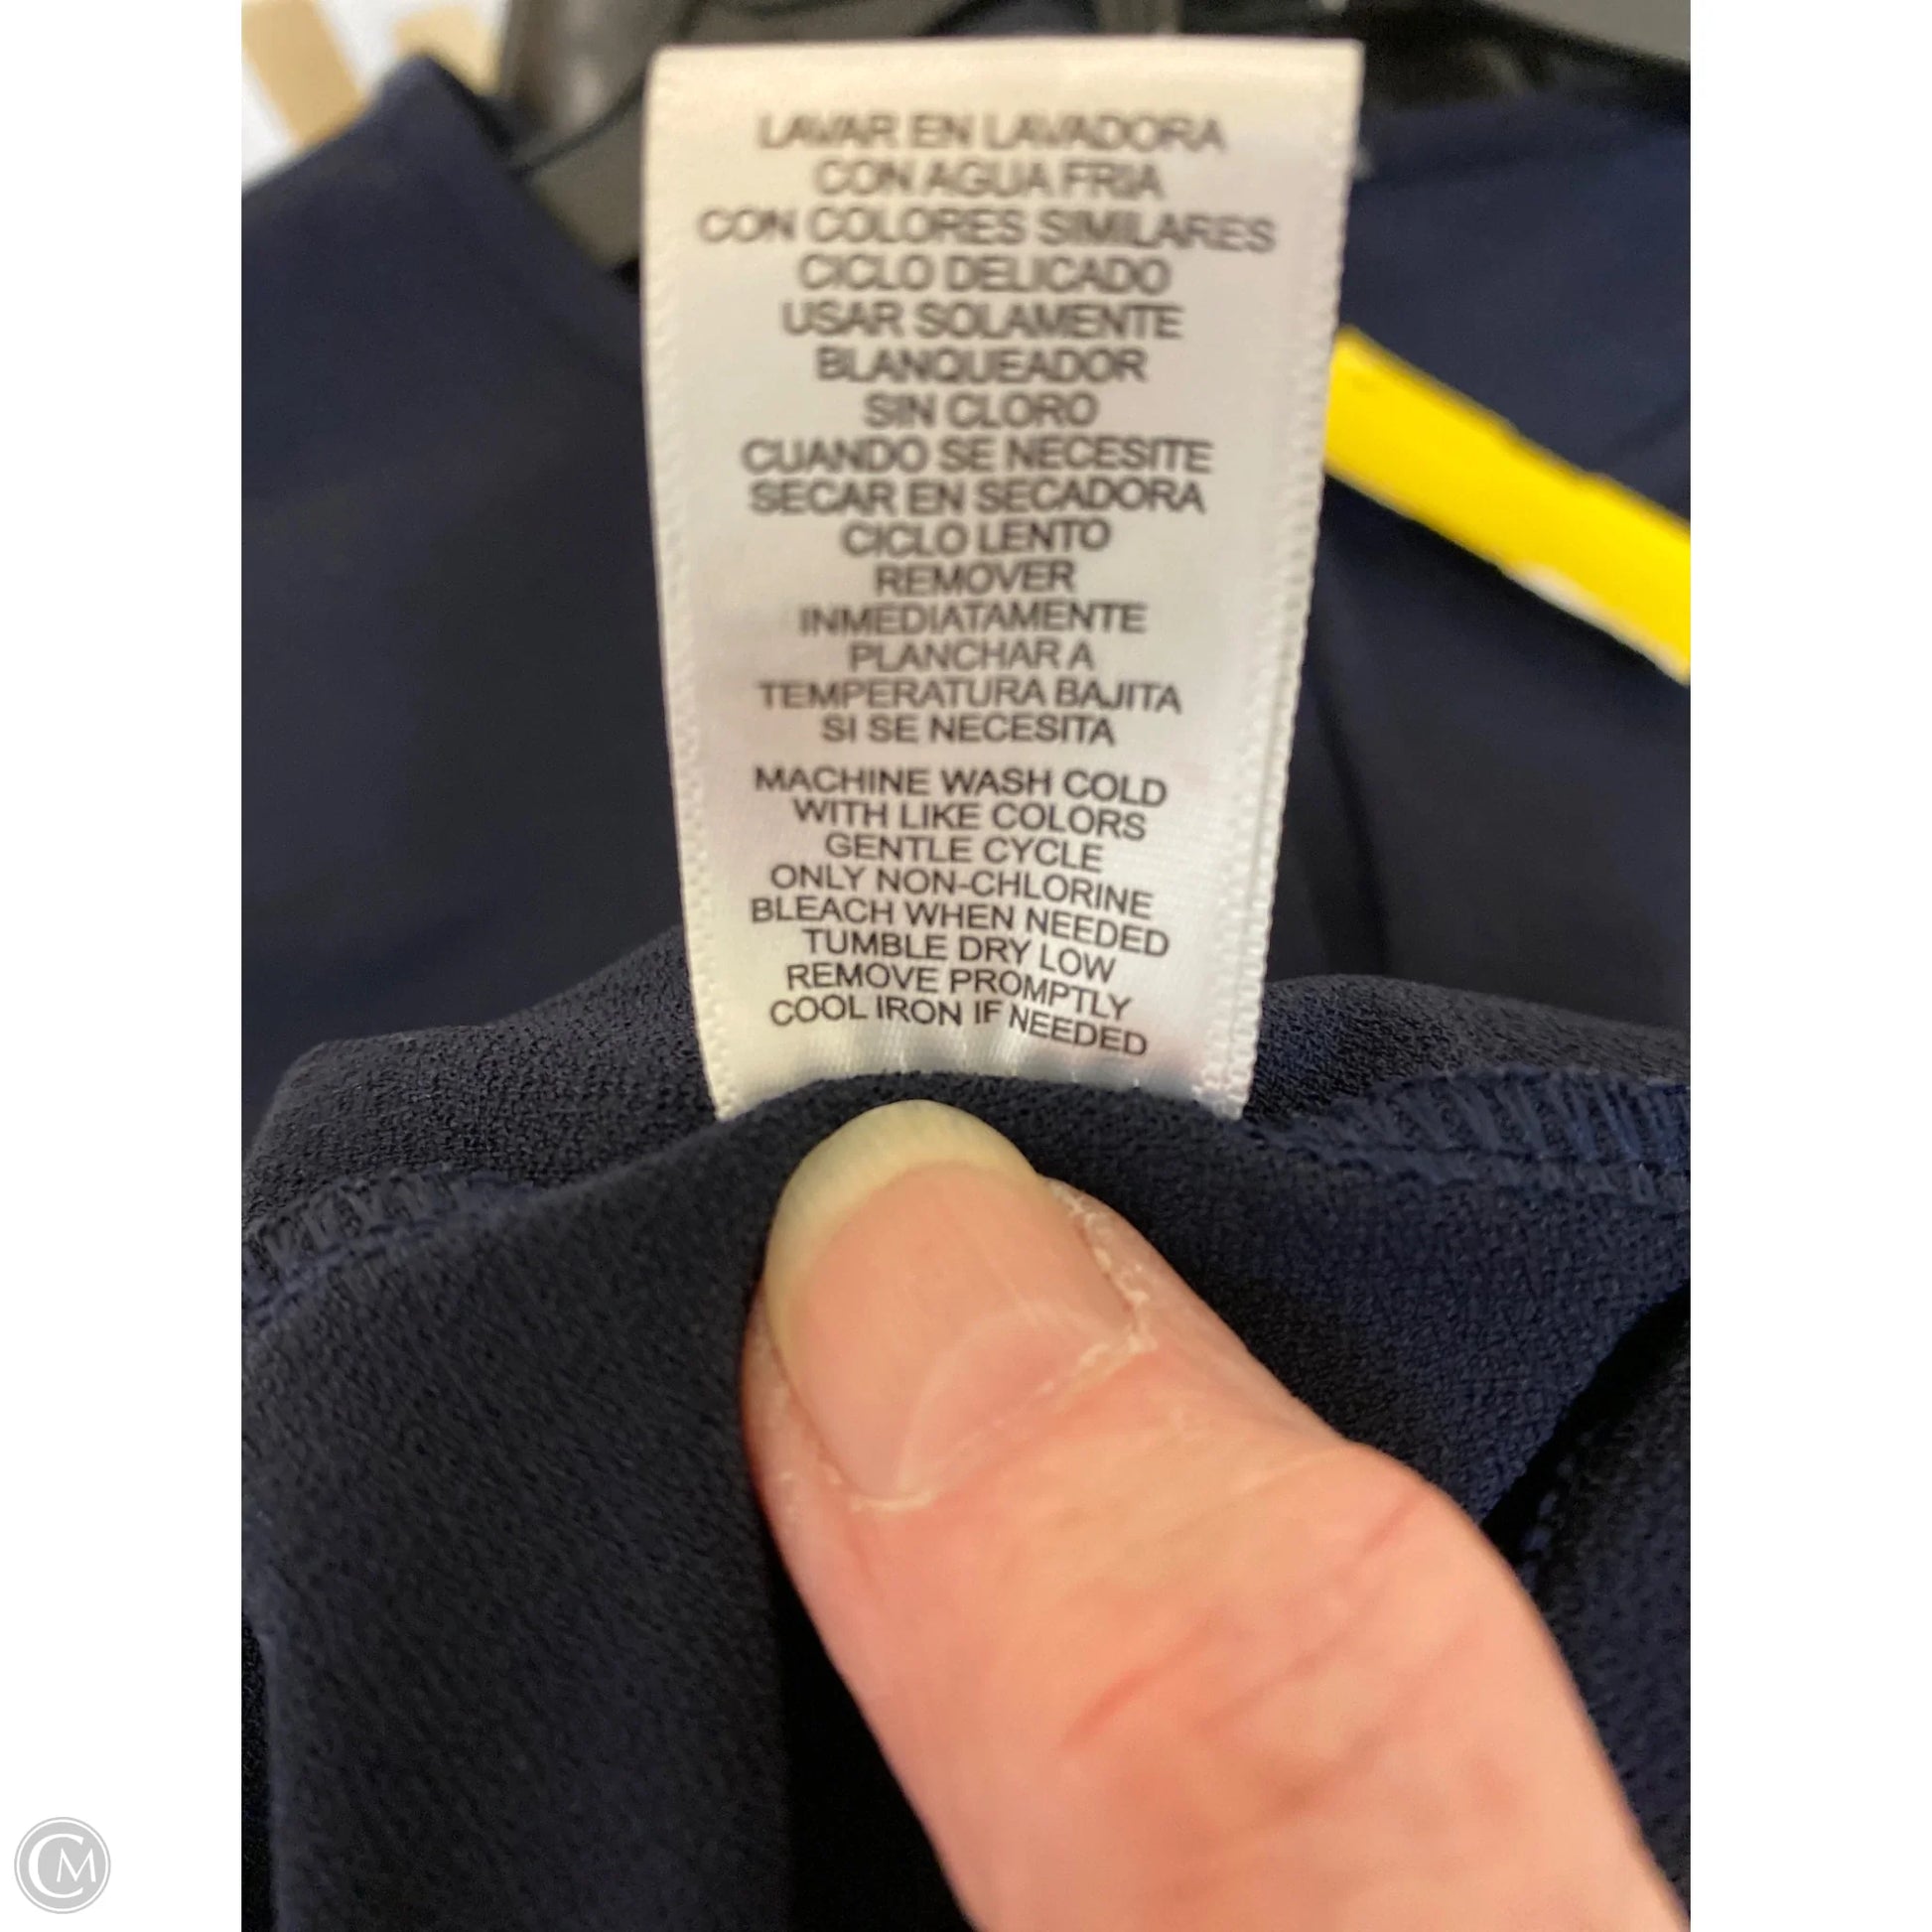 LAVAR EN LAVADORA
CON AGUA FRIA
CON COLORES SIMILARES
CICLO DELICADO
USAR SOLAMENTE
BLANQUEADOR
SIN CLORO
CUANDO SE NECESITE
SECAR EN SECADORA
CICLO LENTO
REMOVER
INMEDIATAMENTE
PLANCHAR A
TEMPERATURA BAJITA
SI SE NECESITA
MACHINE WASH COLD
WITH LIKE COLORS
GENTLE CYCLE
ONLY NON-CHLORINE
BLEACH WHEN NEEDED
TUMBLE DRY LOW
REMOVE PROMPTLY
COOL IRON IF NEEDED
CM